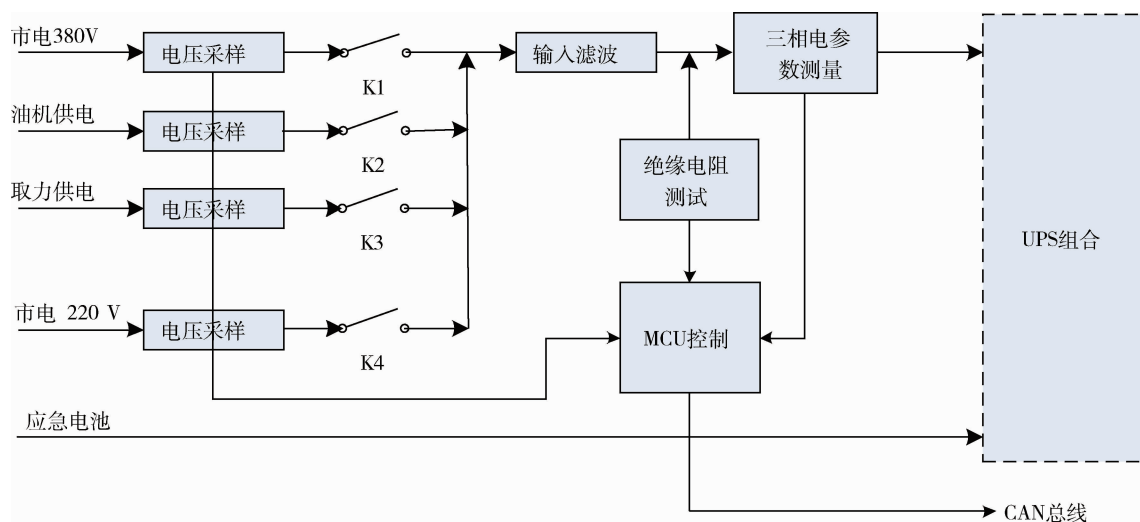 市电380V
电压采样
K1
输入滤波
三相电参
数测量
油机供电
电压采样
K2
绝缘电阻
测试
取力供电
电压采样
K3
UPS组合
市电 220 V
电压采样
K4
MCU控制
应急电池
CAN总线